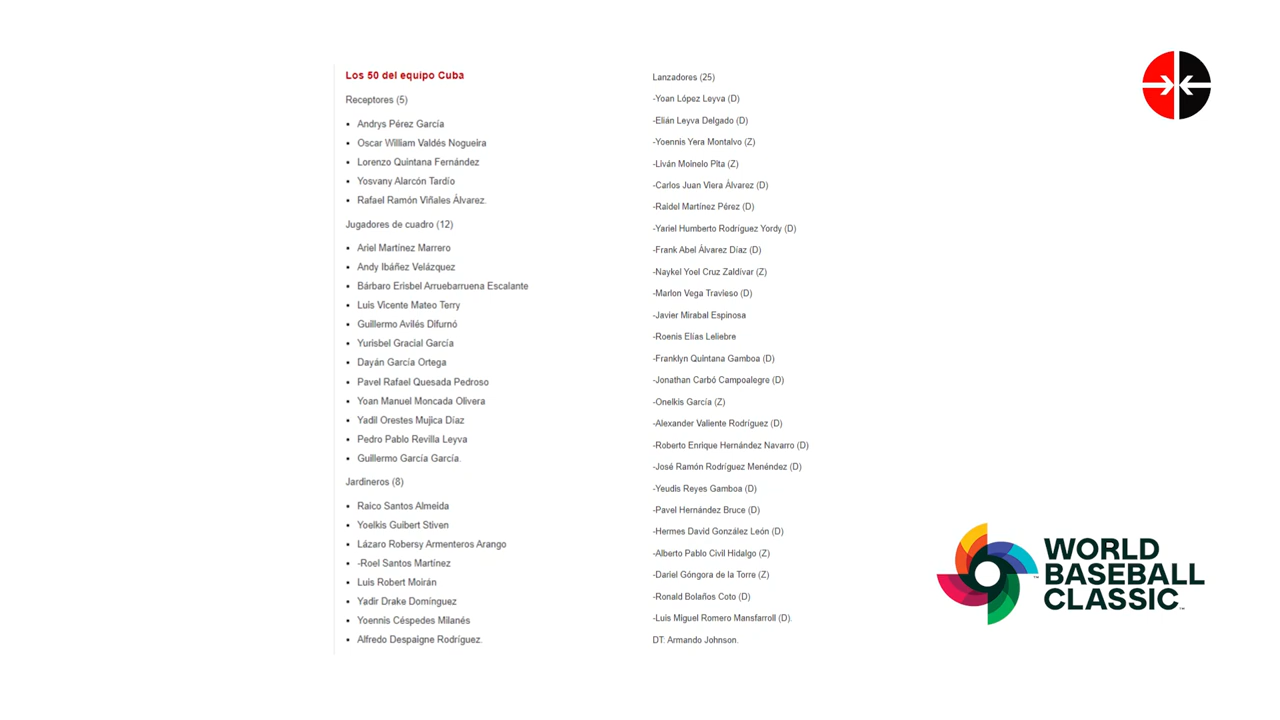 Los 50 del equipo Cuba
Receptores (5)
• Andrys Pérez García
• Oscar William Valdés Nogueira
• Lorenzo Quintana Fernández
• Yosvany Alarcón Tardío
• Rafael Ramón Viñales Álvarez.
Jugadores de cuadro (12)
• Ariel Martínez Marrero
• Andy Ibáñez Velázquez
• Bárbaro Erisbel Arruebarruena Escalante
• Luis Vicente Mateo Terry
• Guillermo Avilés Difurnó
• Yurisbel Gracial García
• Dayán García Ortega
• Pavel Rafael Quesada Pedroso
• Yoan Manuel Moncada Olivera
• Yadil Orestes Mujica Díaz
• Pedro Pablo Revilla Leyva
• Guillermo García García.
Jardineros (8)
• Raico Santos Almeida
• Yoelkis Guibert Stiven
• Lázaro Robersy Armenteros Arango
• -Roel Santos Martínez
• Luis Robert Moirán
• Yadir Drake Domínguez
• Yoennis Céspedes Milanés
• Alfredo Despaigne Rodríguez.
Lanzadores (25)
-Yoan López Leyva (D)
-Elián Leyva Delgado (D)
-Yoennis Yera Montalvo (Z)
-Liván Moinelo Pita (Z)
-Carlos Juan Viera Álvarez (D)
-Raidel Martínez Pérez (D)
-Yariel Humberto Rodríguez Yordy (D)
-Frank Abel Álvarez Díaz (D)
-Naykel Yoel Cruz Zaldívar (Z)
-Marlon Vega Travieso (D)
-Javier Mirabal Espinosa
-Roenis Elías Leliebre
-Franklyn Quintana Gamboa (D)
-Jonathan Carbó Campoalegre (D)
-Onelkis García (Z)
-Alexander Valiente Rodríguez (D)
-Roberto Enrique Hernández Navarro (D)
-José Ramón Rodríguez Menéndez (D)
-Yeudis Reyes Gamboa (D)
-Pavel Hernández Bruce (D)
-Hermes David González León (D)
-Alberto Pablo Civil Hidalgo (Z)
-Dariel Góngora de la Torre (Z)
-Ronald Bolaños Coto (D)
-Luis Miguel Romero Mansfarroll (D).
DT: Armando Johnson.
WORLD
BASEBALL
CLASSIC™